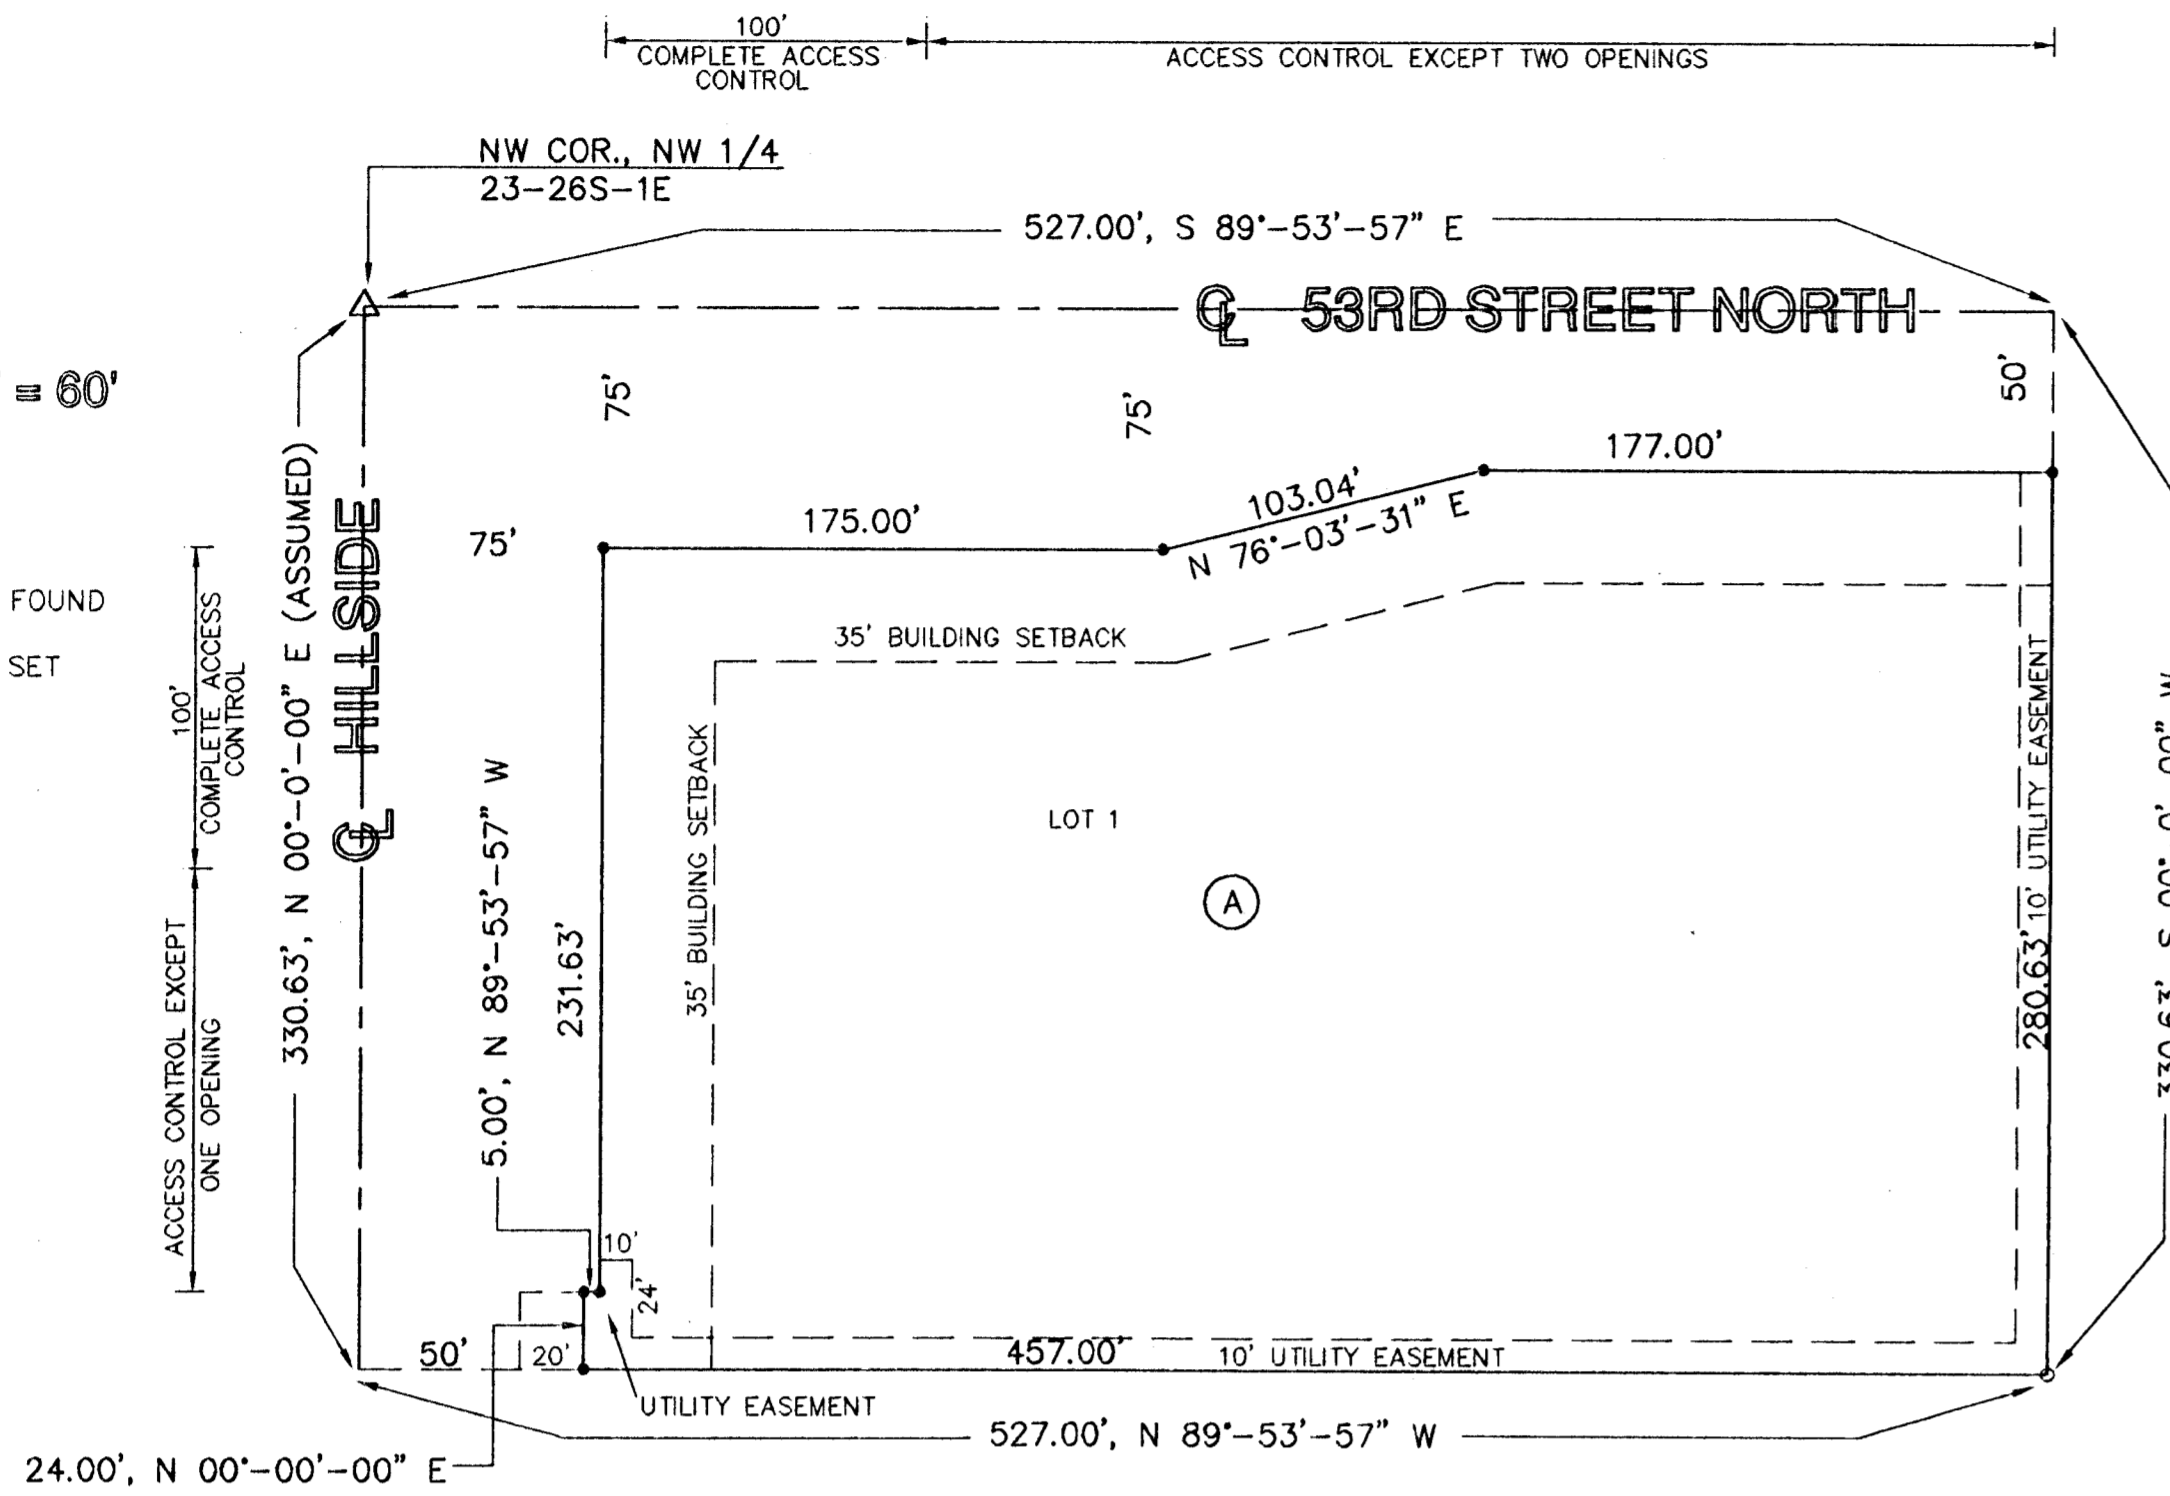 100'
COMPLETE ACCESS
CONTROL
ACCESS CONTROL EXCEPT TWO OPENINGS
NW COR., NW 1/4
23-26S-1E
527.00', S 89°-53'-57" E
℄ 53RD STREET NORTH
= 60'
75'
75'
50'
177.00'
103.04'
N 76°-03'-31" E
175.00'
75'
FOUND
SET
35' BUILDING SETBACK
100'
COMPLETE ACCESS
CONTROL
330.63', N 00°-0'-00" E (ASSUMED)
℄ HILLSIDE
35' BUILDING SETBACK
LOT 1
A
5.00', N 89°-53'-57" W
231.63'
280.63'
10' UTILITY EASEMENT
330.63', S 00°-0'-00" W
ACCESS CONTROL EXCEPT
ONE OPENING
10'
24'
50'
20'
457.00'
10' UTILITY EASEMENT
UTILITY EASEMENT
527.00', N 89°-53'-57" W
24.00', N 00°-00'-00" E